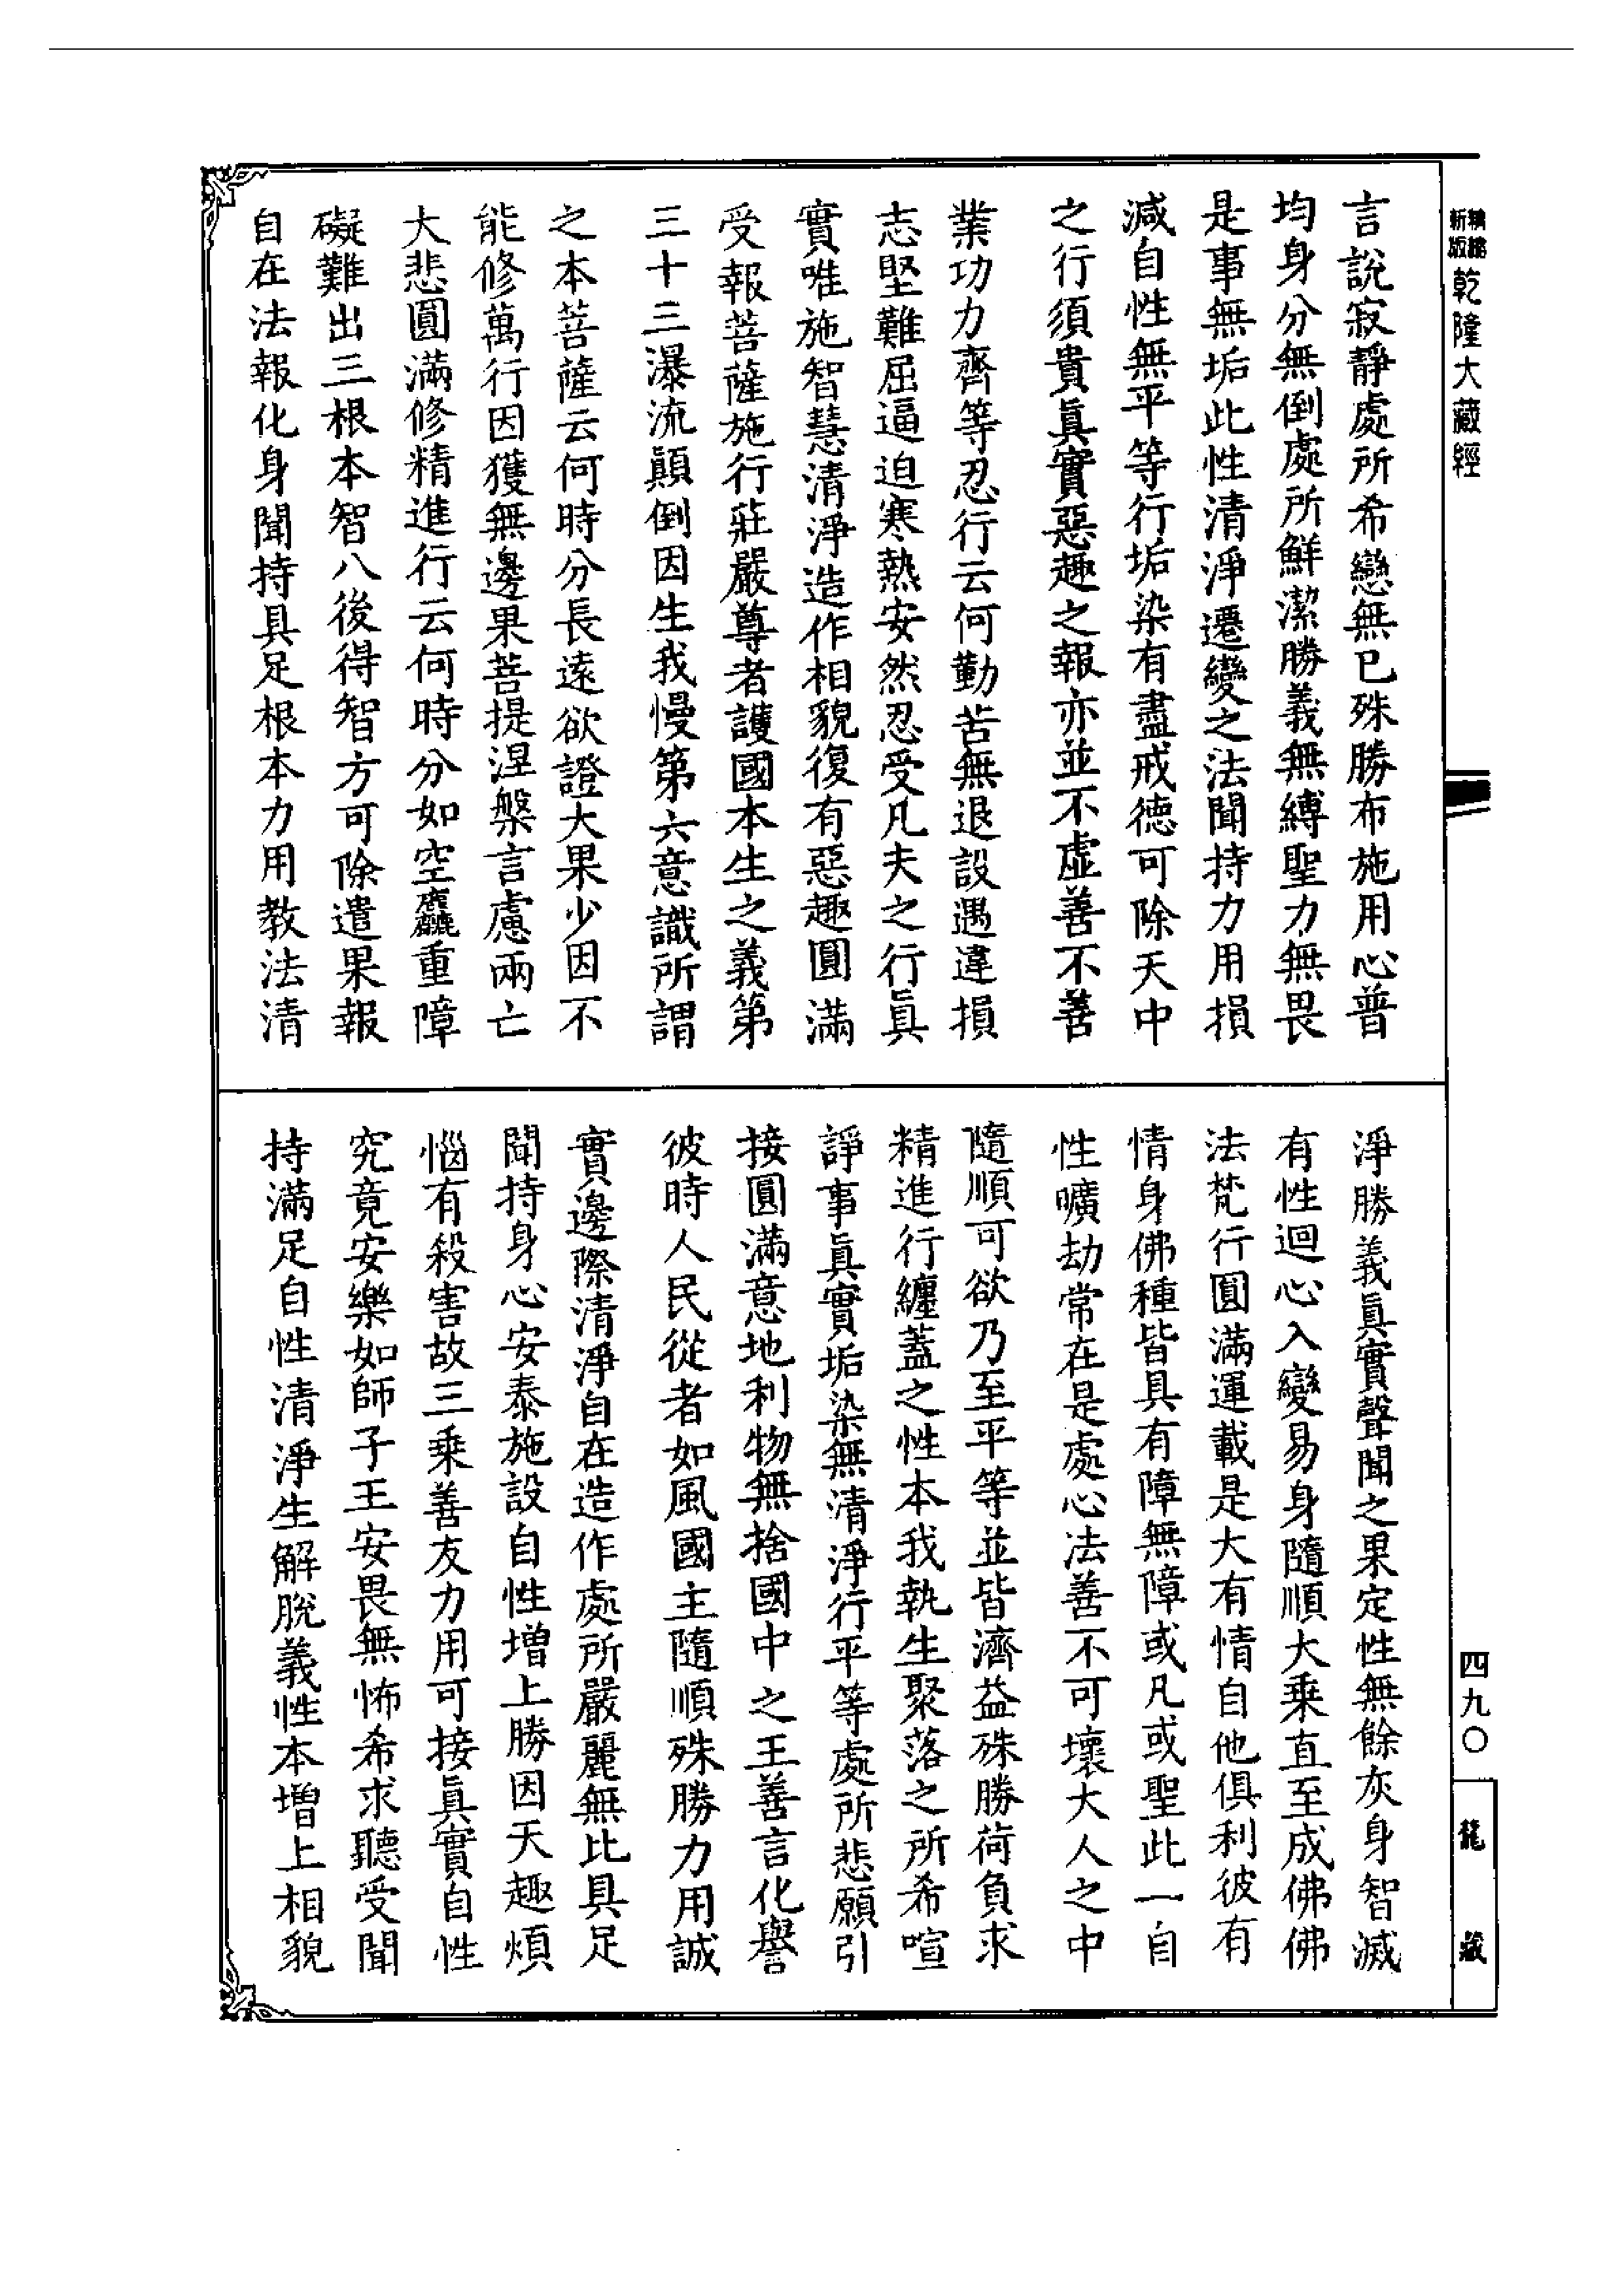 新版精縮乾隆大藏經
言說寂靜處所希戀無已殊勝布施用心普
均身分無倒處所鮮潔勝義無縛聖力無畏
是事無垢此性清淨遷變之法聞持力用損
減自性無平等行垢染有盡戒德可除天中
之行須貴眞實惡趣之報亦並不虛善不善
業功力齊等忍行云何勤苦無退設遇違損
志堅難屈逼迫寒熱安然忍受凡夫之行眞
實唯施智慧清淨造作相貌復有惡趣圓滿
受報菩薩施行莊嚴尊者護國本生之義第
三十三瀑流顚倒因生我慢第六意識所謂
之本菩薩云何時分長遠欲證大果少因不
能修萬行因獲無邊果菩提涅槃言慮兩亡
大悲圓滿修精進行云何時分如空麤重障
礙難出三根本智八後得智方可除遣果報
自在法報化身聞持具足根本力用教法清
淨勝義眞實聲聞之果定性無餘灰身智滅
有性迴心入變易身隨順大乘直至成佛佛
法梵行圓滿運載是大有情自他俱利彼有
情身佛種皆具有障無障或凡或聖此一自
性曠劫常在是處心法善不可壞大人之中
隨順可欲乃至平等並皆濟益殊勝荷負求
精進行纏蓋之性本我執生聚落之所希喧
諍事眞實垢染無清淨行平等處所悲願引
接圓滿意地利物無捨國中之王善言化譽
彼時人民從者如風國主隨順殊勝力用誠
實邊際清淨自在造作處所嚴麗無比具足
聞持身心安泰施設自性增上勝因天趣煩
惱有殺害故三乘善友力用可接眞實自性
究竟安樂如師子王安畏無怖希求聽受聞
持滿足自性清淨生解脫義性本增上相貌
四九〇
龍藏